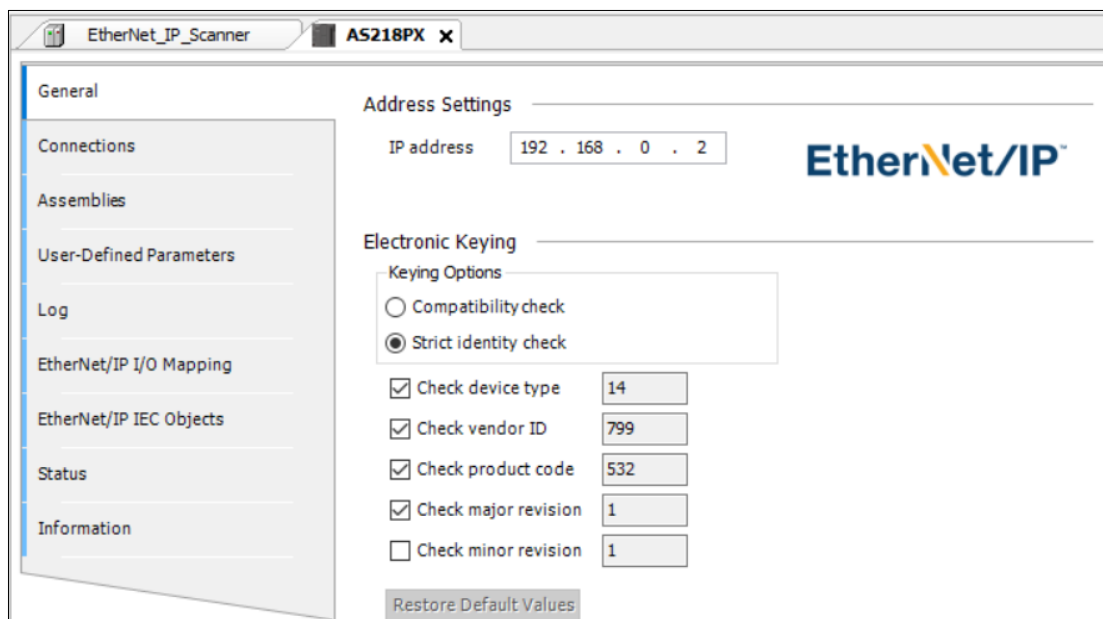 EtherNet_IP_Scanner
AS218PX
General
Connections
Assemblies
User-Defined Parameters
Log
EtherNet/IP I/O Mapping
EtherNet/IP IEC Objects
Status
Information
Address Settings
IP address 192 . 168 . 0 . 2
EtherNet/IP™
Electronic Keying
Keying Options
Compatibility check
Strict identity check
Check device type 14
Check vendor ID 799
Check product code 532
Check major revision 1
Check minor revision 1
Restore Default Values